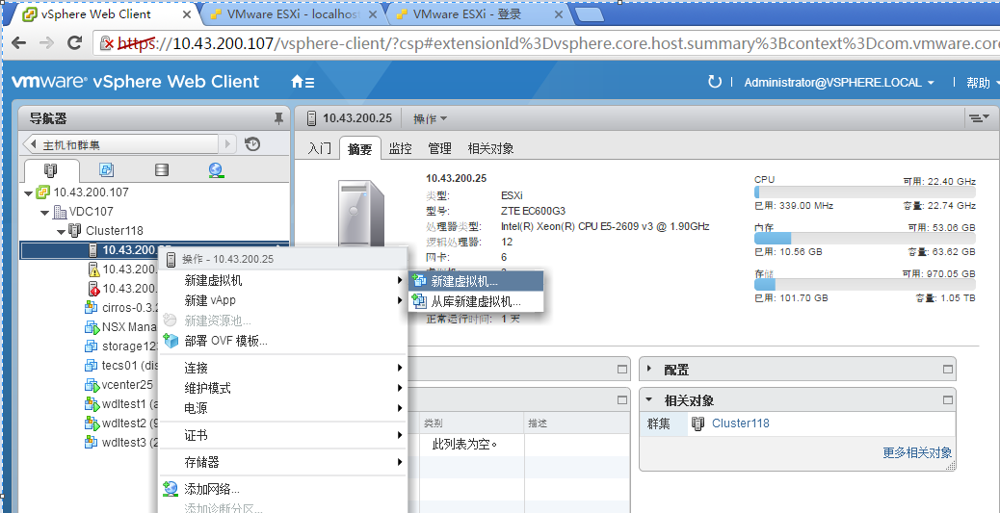 vSphere Web Client
VMware ESXi - localhost
VMware ESXi - 登录
https://10.43.200.107/vsphere-client/?csp#extensionId%3Dvsphere.core.host.summary%3Bcontext%3Dcom.vmware.core
vmware® vSphere Web Client
Administrator@VSPHERE.LOCAL
帮助
导航器
主机和群集
10.43.200.107
VDC107
Cluster118
10.43.200.25
10.43.200
10.43.200
cirros-0.3.
NSX Mana
storage123
tecs01 (dis
vcenter25
wdltest1 (a
wdltest2 (9
wdltest3 (2
10.43.200.25
操作
入门
摘要
监控
管理
相关对象
10.43.200.25
类型: ESXi
型号: ZTE EC600G3
处理器类型: Intel(R) Xeon(R) CPU E5-2609 v3 @ 1.90GHz
逻辑处理器: 12
网卡: 6
正常运行时间: 1 天
CPU 可用: 22.40 GHz
已用: 339.00 MHz 容量: 22.74 GHz
内存 可用: 53.06 GB
已用: 10.56 GB 容量: 63.62 GB
存储 可用: 970.05 GB
已用: 101.70 GB 容量: 1.05 TB
操作 - 10.43.200.25
新建虚拟机
新建 vApp
新建资源池...
部署 OVF 模板...
连接
维护模式
电源
证书
存储器
添加网络...
添加诊断分区...
新建虚拟机...
从库新建虚拟机...
类别
描述
此列表为空。
配置
相关对象
群集 Cluster118
更多相关对象